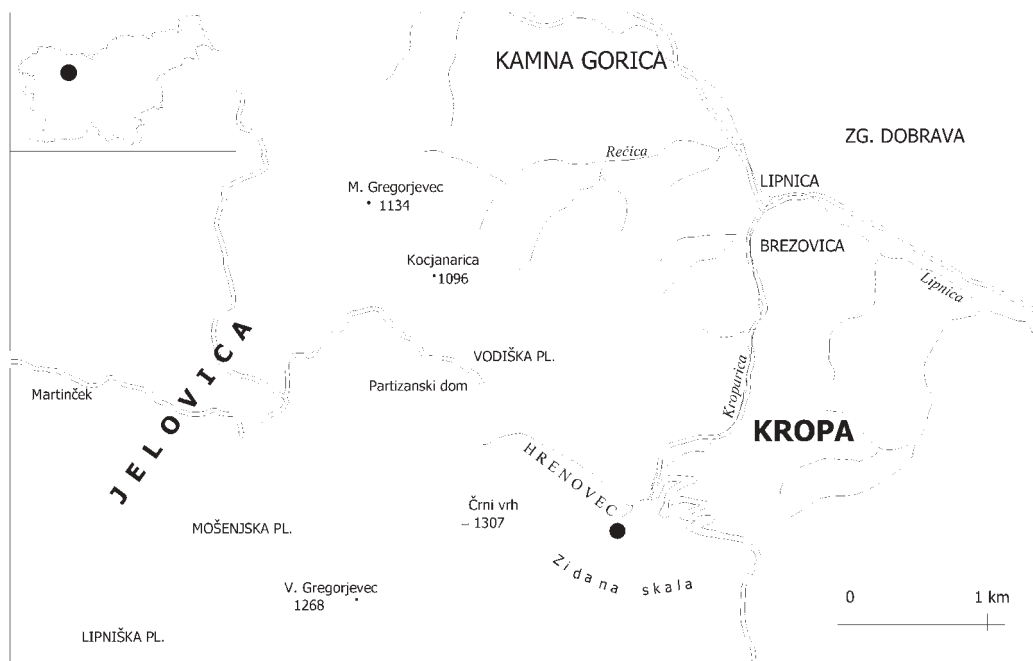 KAMNA GORICA
ZG. DOBRAVA
Rečica
LIPNICA
M. Gregorjevec
1134
BREZOVICA
Kocjanarica
1096
Lipnica
JELOVICA
VODIŠKA PL.
Partizanski dom
Martinček
Kroparica
KROPA
HRENOVEC
Črni vrh
1307
MOŠENJSKA PL.
Zidana skala
V. Gregorjevec
1268
0 1 km
LIPNIŠKA PL.